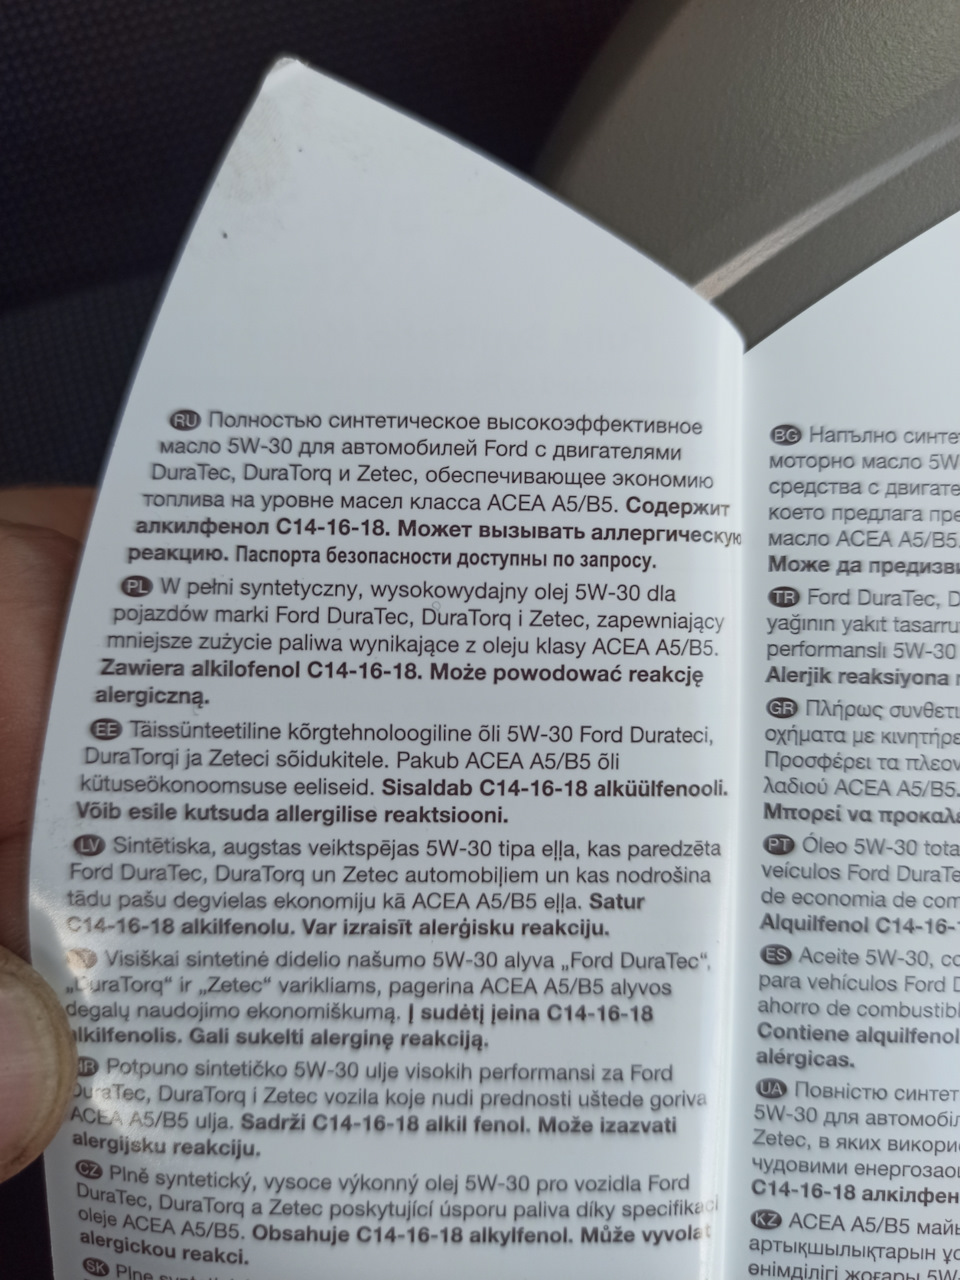 RU Полностью синтетическое высокоэффективное
масло 5W-30 для автомобилей Ford с двигателями
DuraTec, DuraTorq и Zetec, обеспечивающее экономию
топлива на уровне масел класса ACEA A5/B5. Содержит
алкилфенол C14-16-18. Может вызывать аллергическую
реакцию. Паспорта безопасности доступны по запросу.
PL W pełni syntetyczny, wysokowydajny olej 5W-30 dla
pojazdów marki Ford DuraTec, DuraTorq i Zetec, zapewniający
mniejsze zużycie paliwa wynikające z oleju klasy ACEA A5/B5.
Zawiera alkilofenol C14-16-18. Może powodować reakcję
alergiczną.
EE Täissünteetiline kõrgtehnoloogiline õli 5W-30 Ford Durateci,
DuraTorqi ja Zeteci sõidukitele. Pakub ACEA A5/B5 õli
kütuseökonoomsuse eeliseid. Sisaldab C14-16-18 alküülfenooli.
Võib esile kutsuda allergilise reaktsiooni.
LV Sintētiska, augstas veiktspējas 5W-30 tipa eļļa, kas paredzēta
Ford DuraTec, DuraTorq un Zetec automobiļiem un kas nodrošina
tādu pašu degvielas ekonomiju kā ACEA A5/B5 eļļa. Satur
C14-16-18 alkilfenolu. Var izraisīt alerģisku reakciju.
Visiškai sintetinė didelio našumo 5W-30 alyva „Ford DuraTec“,
„DuraTorq“ ir „Zetec“ varikliams, pagerina ACEA A5/B5 alyvos
degalų naudojimo ekonomiškumą. Į sudėtį įeina C14-16-18
alkilfenolis. Gali sukelti alerginę reakciją.
HR Potpuno sintetičko 5W-30 ulje visokih performansi za Ford
DuraTec, DuraTorq i Zetec vozila koje nudi prednosti uštede goriva
ACEA A5/B5 ulja. Sadrži C14-16-18 alkil fenol. Može izazvati
alergijsku reakciju.
CZ Plně syntetický, vysoce výkonný olej 5W-30 pro vozidla Ford
DuraTec, DuraTorq a Zetec poskytující úsporu paliva díky specifikaci
oleje ACEA A5/B5. Obsahuje C14-16-18 alkylfenol. Může vyvolat
alergickou reakci.
SK Plne
BG Напълно синте
моторно масло 5W
средства с двигате
което предлага пре
масло ACEA A5/B5.
Може да предизви
TR Ford DuraTec, D
yağının yakıt tasarru
performanslı 5W-30
Alerjik reaksiyona
GR Πλήρως συνθετι
οχήματα με κινητήρε
Προσφέρει τα πλεον
λαδιού ACEA A5/B5.
Μπορεί να προκαλέ
PT Óleo 5W-30 tota
veículos Ford DuraTe
de economia de com
Alquilfenol C14-16-1
ES Aceite 5W-30, co
para vehículos Ford D
ahorro de combustibl
Contiene alquilfenol
alérgicas.
UA Повністю синтет
5W-30 для автомобіл
Zetec, в яких викори
чудовими енергозао
C14-16-18 алкілфен
KZ ACEA A5/B5 май
артықшылықтарын ұс
өнімділігі жоғары 5W